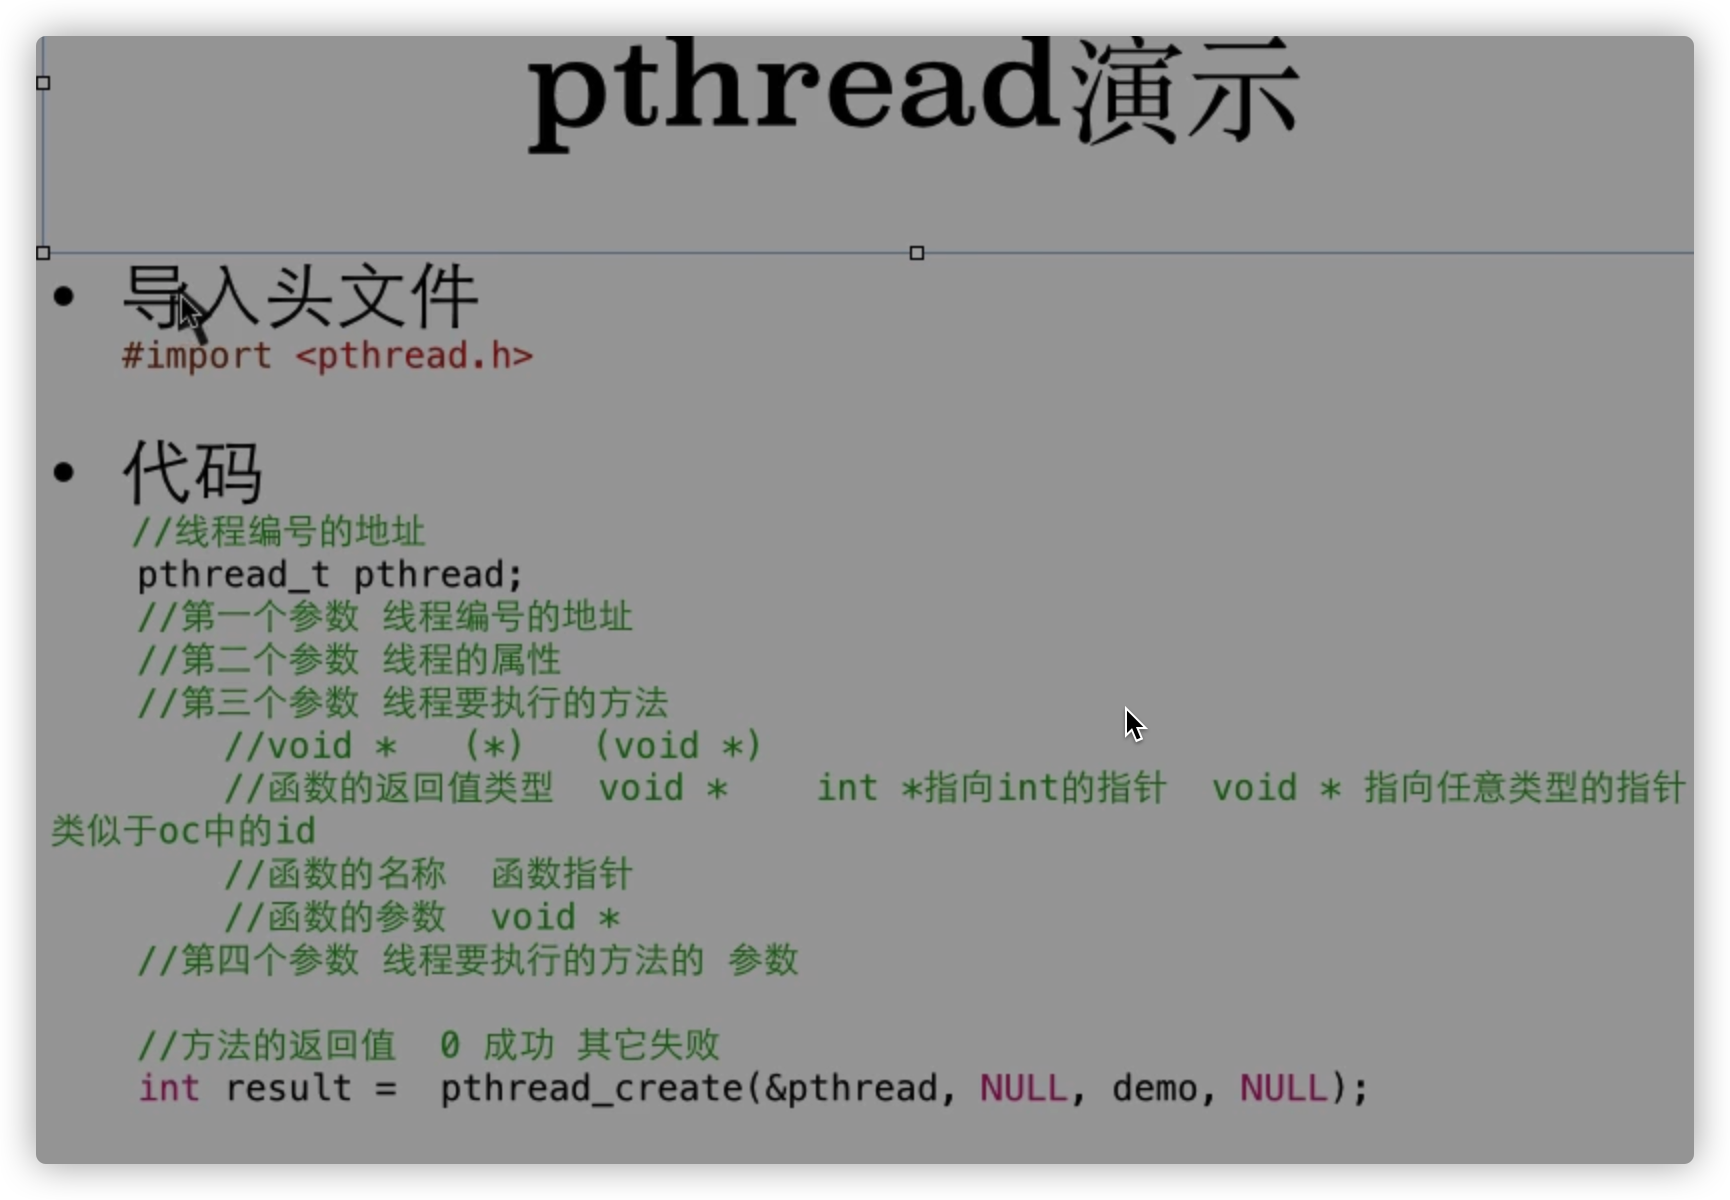 pthread演示
• 导入头文件
#import <pthread.h>
• 代码
//线程编号的地址
pthread_t pthread;
//第一个参数 线程编号的地址
//第二个参数 线程的属性
//第三个参数 线程要执行的方法
//void * (*) (void *)
//函数的返回值类型 void * int *指向int的指针 void * 指向任意类型的指针
类似于oc中的id
//函数的名称 函数指针
//函数的参数 void *
//第四个参数 线程要执行的方法的 参数
//方法的返回值 0 成功 其它失败
int result = pthread_create(&pthread, NULL, demo, NULL);